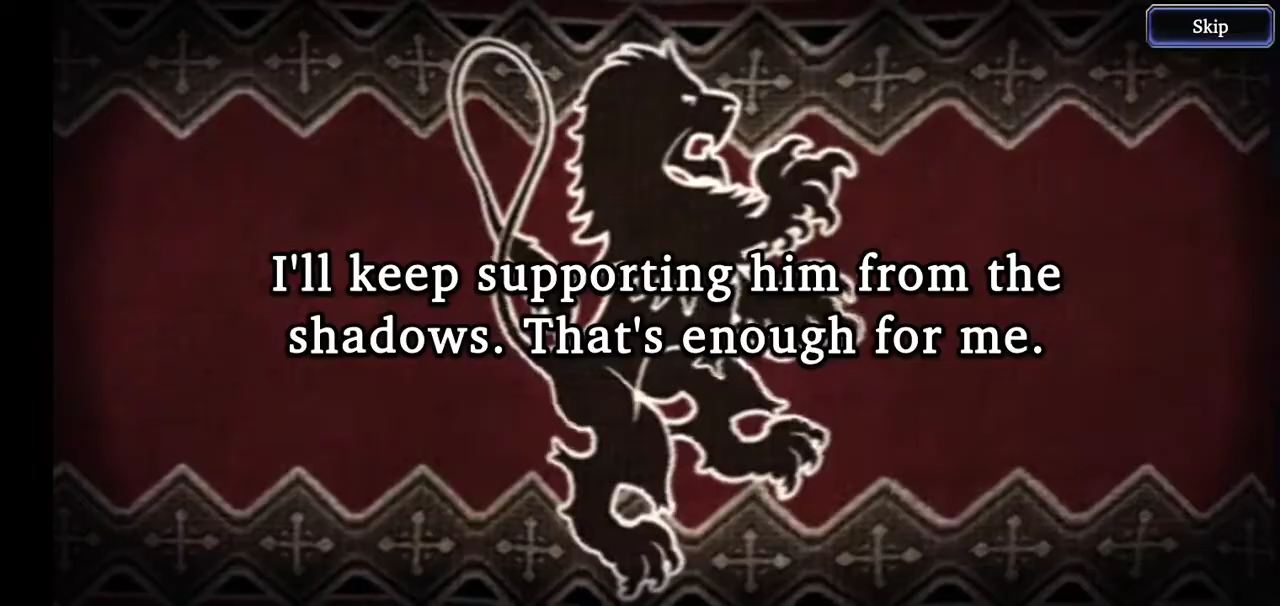 Skip
I'll keep supporting him from the
shadows. That's enough for me.